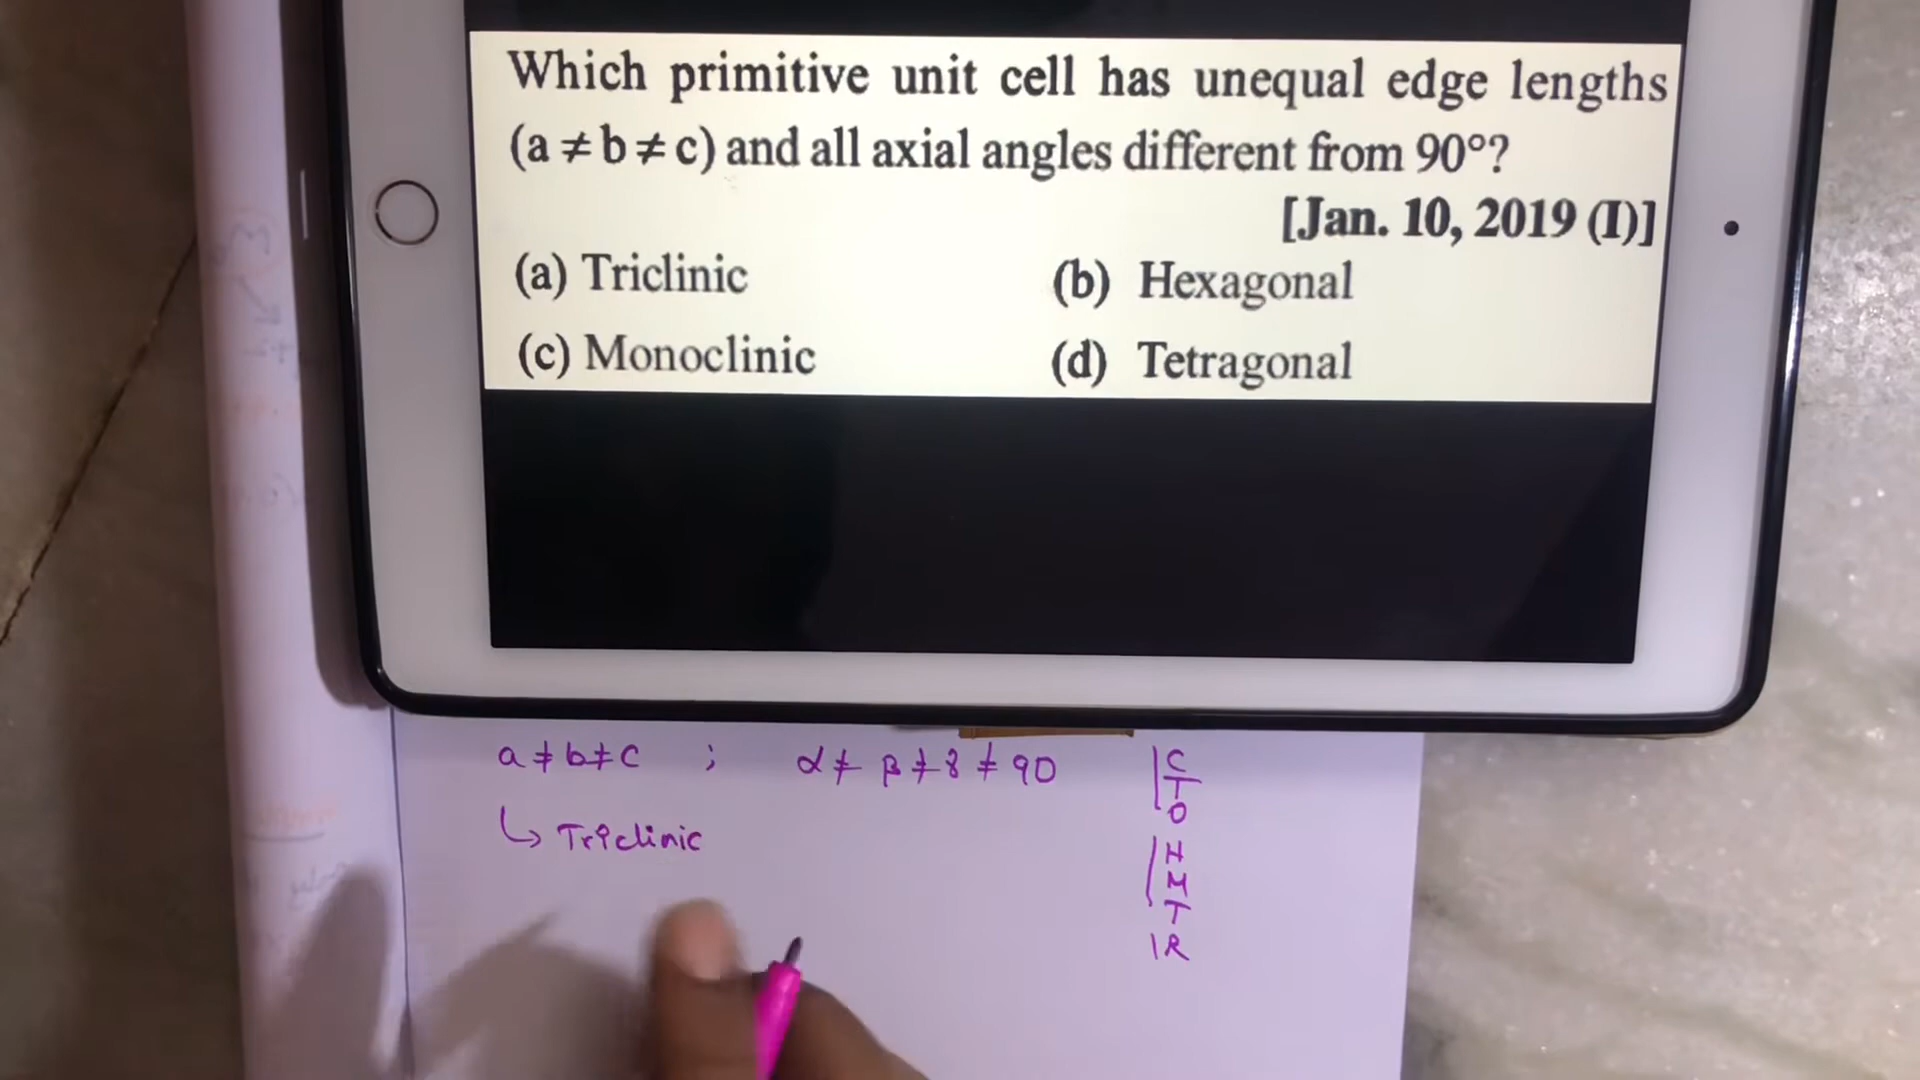 Which primitive unit cell has unequal edge lengths
(a ≠ b ≠ c) and all axial angles different from 90°?
[Jan. 10, 2019 (I)]
(a) Triclinic (b) Hexagonal
(c) Monoclinic (d) Tetragonal
a ≠ b ≠ c ; α ≠ β ≠ γ ≠ 90
↳ Triclinic
C
T
O
H
M
T
R